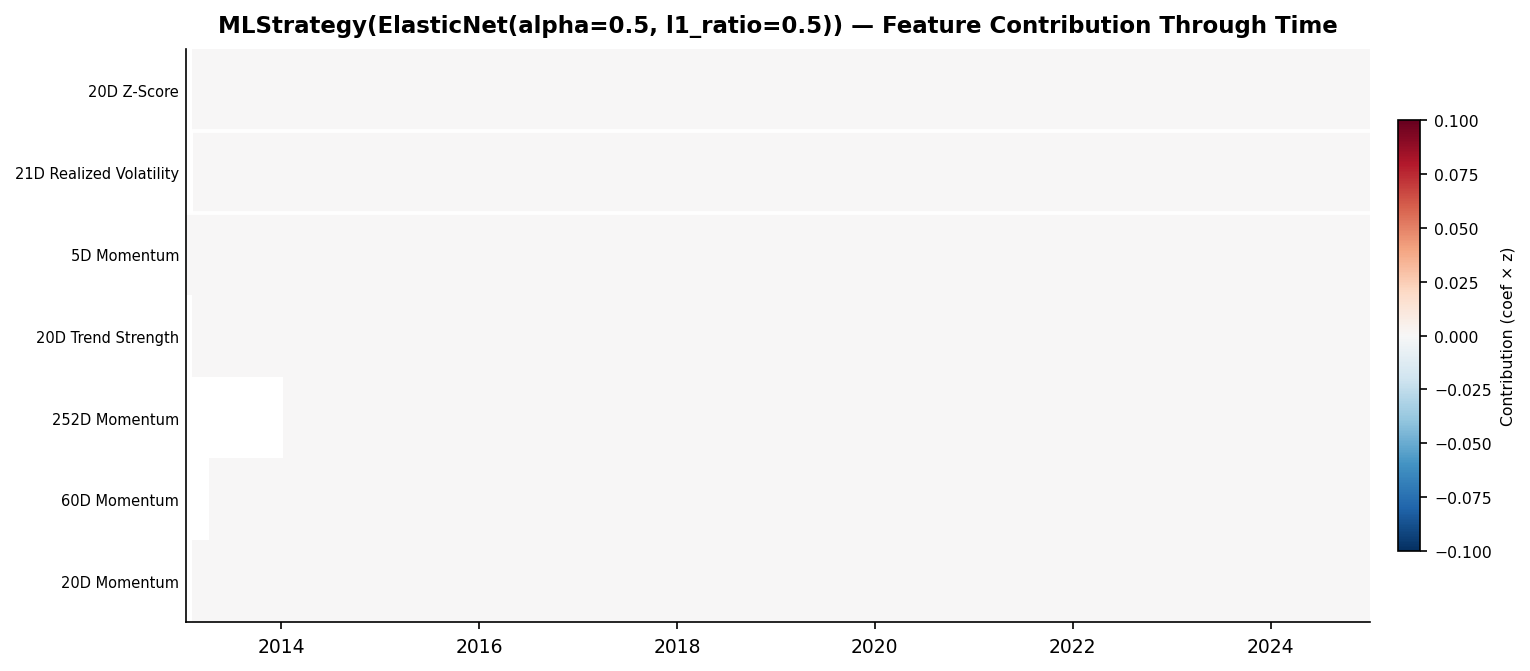 MLStrategy(ElasticNet(alpha=0.5, l1_ratio=0.5)) — Feature Contribution Through Time
20D Z-Score
21D Realized Volatility
5D Momentum
20D Trend Strength
252D Momentum
60D Momentum
20D Momentum
2014
2016
2018
2020
2022
2024
0.100
0.075
0.050
0.025
0.000
−0.025
−0.050
−0.075
−0.100
Contribution (coef × z)